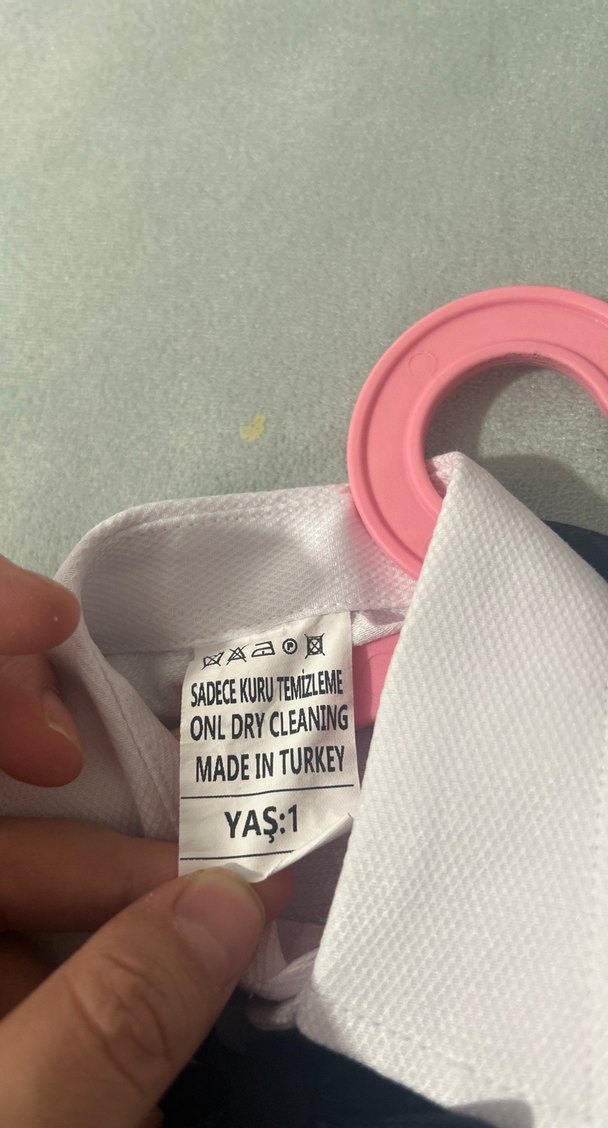 SADECE KURU TEMİZLEME
ONL DRY CLEANING
MADE IN TURKEY
YAŞ:1